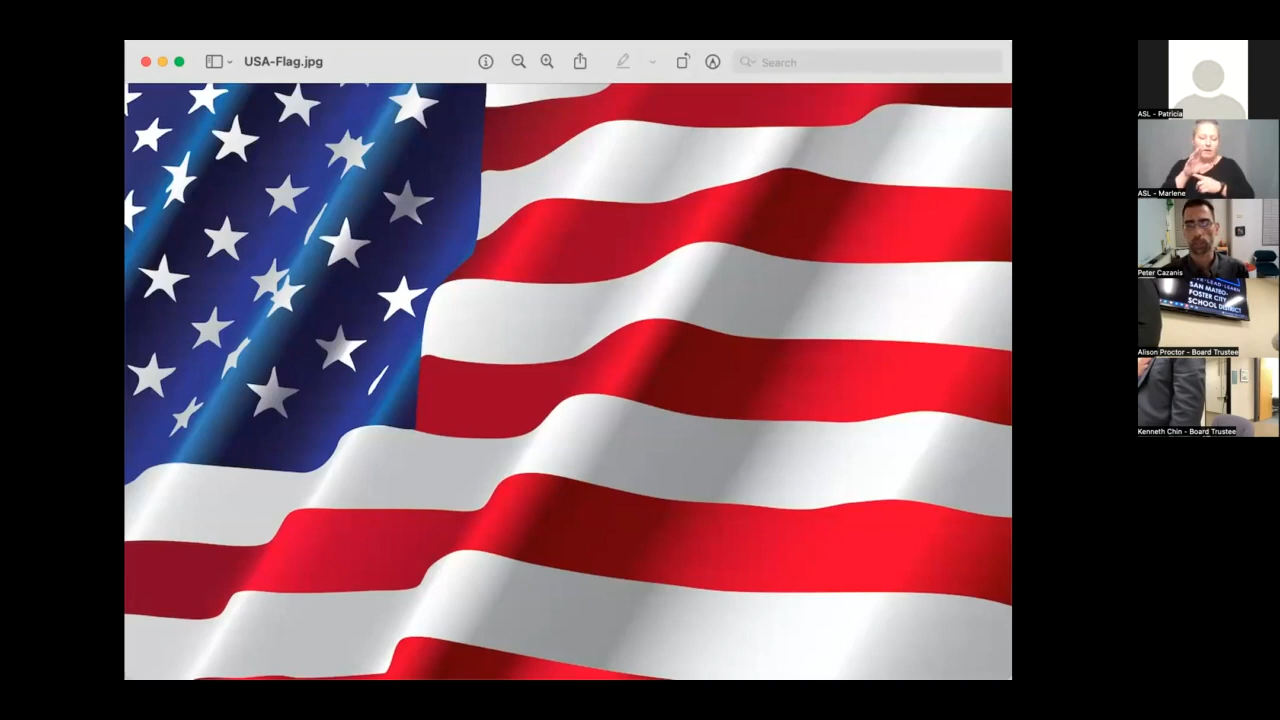 USA-Flag.jpg
Search
ASL - Patricia
ASL - Marlene
Peter Cazanis
SAN MATEO-
FOSTER CITY
SCHOOL DISTRICT
Alison Proctor - Board Trustee
Kenneth Chin - Board Trustee